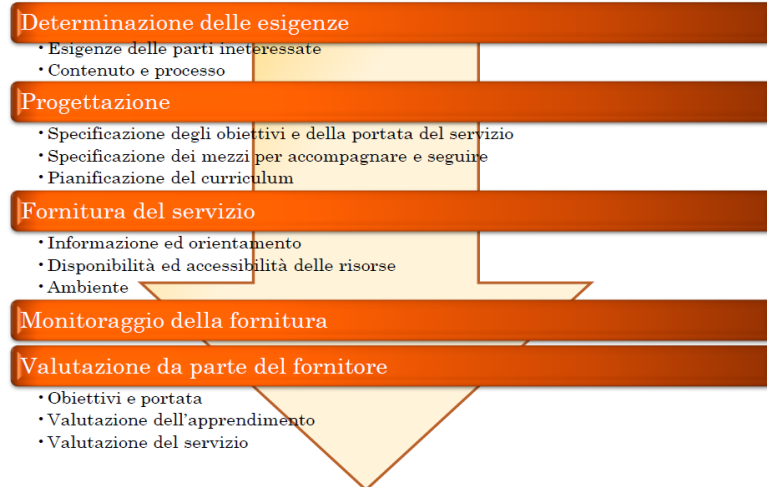 Determinazione delle esigenze
• Esigenze delle parti ineteressate
• Contenuto e processo
Progettazione
• Specificazione degli obiettivi e della portata del servizio
• Specificazione dei mezzi per accompagnare e seguire
• Pianificazione del curriculum
Fornitura del servizio
• Informazione ed orientamento
• Disponibilità ed accessibilità delle risorse
• Ambiente
Monitoraggio della fornitura
Valutazione da parte del fornitore
• Obiettivi e portata
• Valutazione dell'apprendimento
• Valutazione del servizio